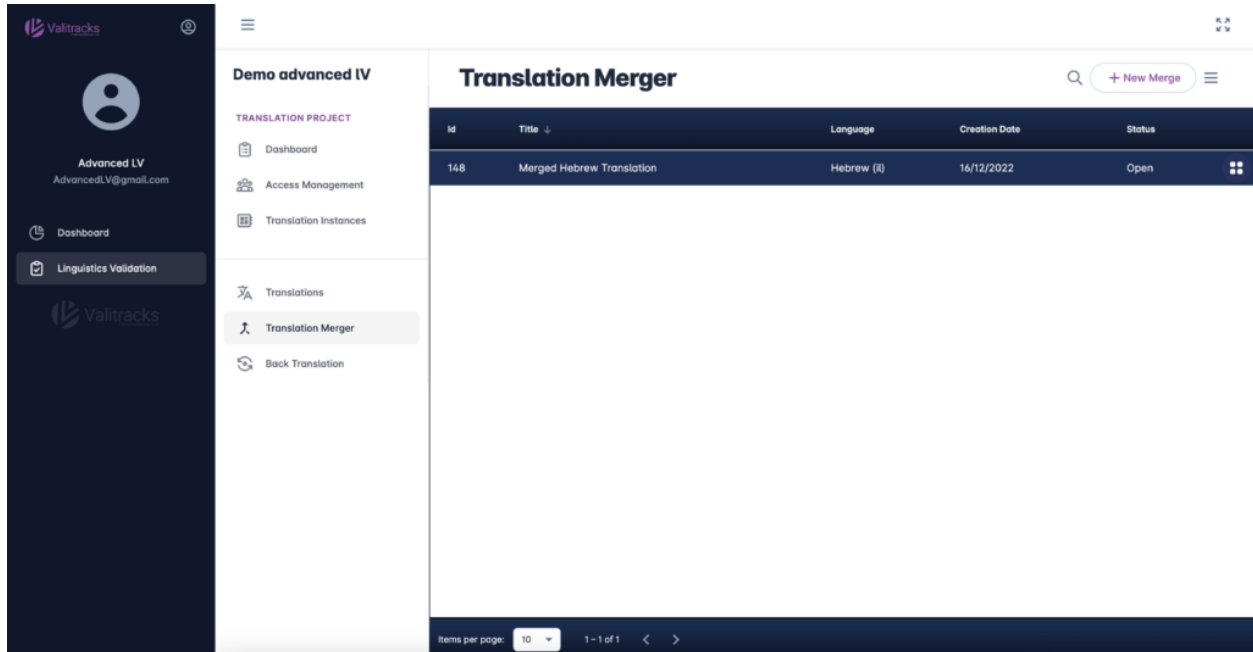 Valitracks
Advanced LV
AdvancedLV@gmail.com
Dashboard
Linguistics Validation
Valitracks
Demo advanced lV
TRANSLATION PROJECT
Dashboard
Access Management
Translation Instances
Translations
Translation Merger
Back Translation
Translation Merger
+ New Merge
Id Title ↓ Language Creation Date Status
148 Merged Hebrew Translation Hebrew (il) 16/12/2022 Open
Items per page: 10 1 – 1 of 1